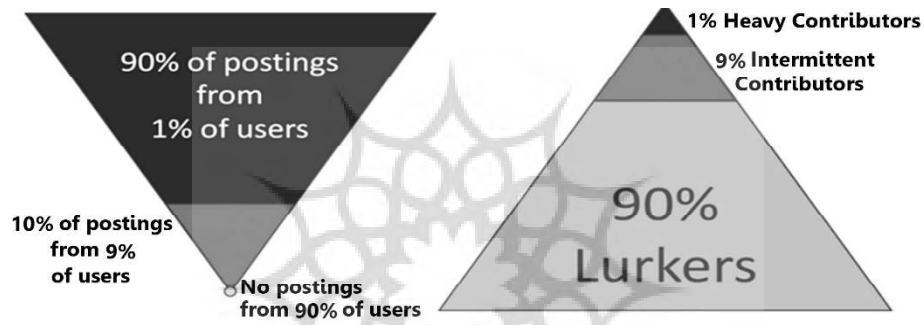 90% of postings
from
1% of users
10% of postings
from 9%
of users
No postings
from 90% of users
1% Heavy Contributors
9% Intermittent
Contributors
90%
Lurkers